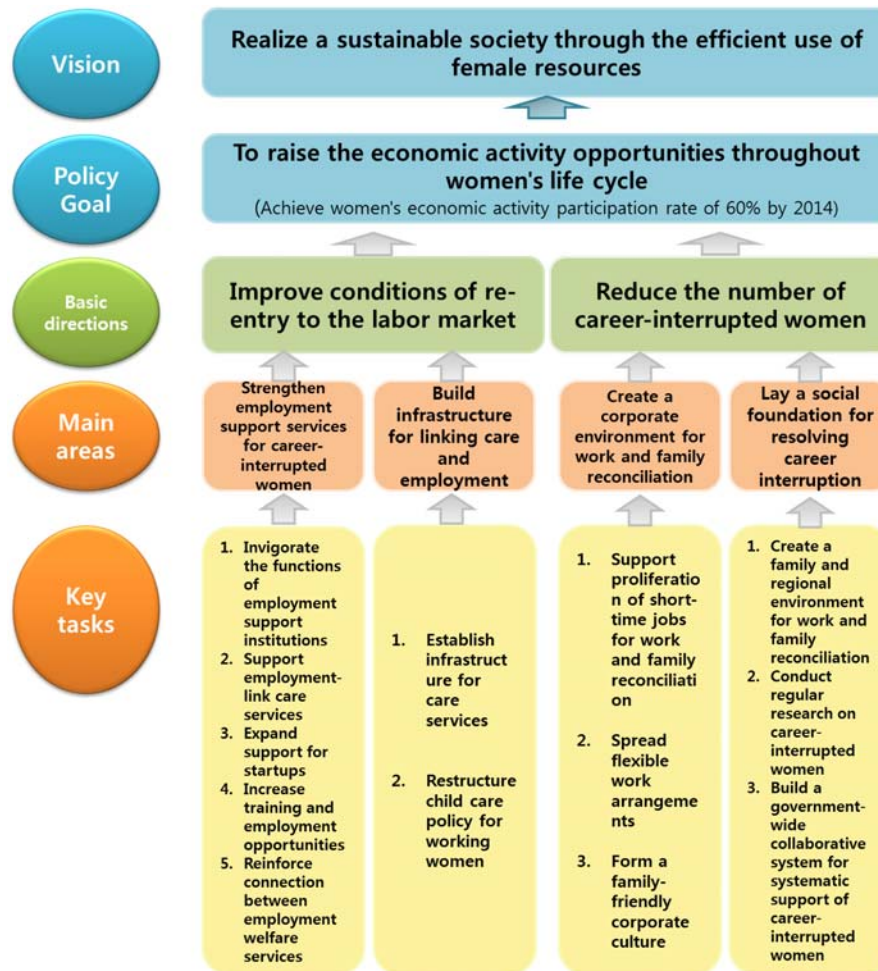 Vision
Realize a sustainable society through the efficient use of
female resources
Policy
Goal
To raise the economic activity opportunities throughout
women's life cycle
(Achieve women's economic activity participation rate of 60% by 2014)
Basic
directions
Improve conditions of re-
entry to the labor market
Reduce the number of
career-interrupted women
Main
areas
Strengthen
employment
support services
for career-
interrupted
women
Build
infrastructure
for linking care
and
employment
Create a
corporate
environment for
work and family
reconciliation
Lay a social
foundation for
resolving
career
interruption
Key
tasks
1. Invigorate
the functions
of
employment
support
institutions
2. Support
employment-
link care
services
3. Expand
support for
startups
4. Increase
training and
employment
opportunities
5. Reinforce
connection
between
employment
welfare
services
1. Establish
infrastruct
ure for
care
services
2. Restructure
child care
policy for
working
women
1. Support
proliferatio
n of short-
time jobs
for work
and family
reconciliati
on
2. Spread
flexible
work
arrangeme
nts
3. Form a
family-
friendly
corporate
culture
1. Create a
family and
regional
environment
for work and
family
reconciliation
2. Conduct
regular
research on
career-
interrupted
women
3. Build a
government-
wide
collaborative
system for
systematic
support of
career-
interrupted
women